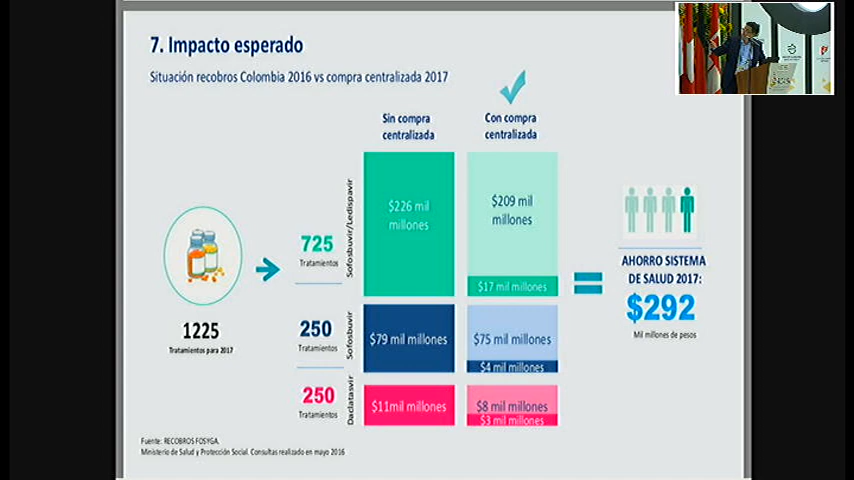 7. Impacto esperado
Situación recobros Colombia 2016 vs compra centralizada 2017
Sin compra
centralizada
Con compra
centralizada
1225
Tratamientos para 2017
725
Tratamientos
Sofosbuvir/Ledispavir
$226 mil
millones
$209 mil
millones
$17 mil millones
250
Tratamientos
Sofosbuvir
$79 mil millones
$75 mil millones
$4 mil millones
250
Tratamientos
Daclatasvir
$11mil millones
$8 mil millones
$3 mil millones
AHORRO SISTEMA
DE SALUD 2017:
$292
Mil millones de pesos
Fuente: RECOBROS FOSYGA.
Ministerio de Salud y Protección Social. Consultas realizado en mayo 2016